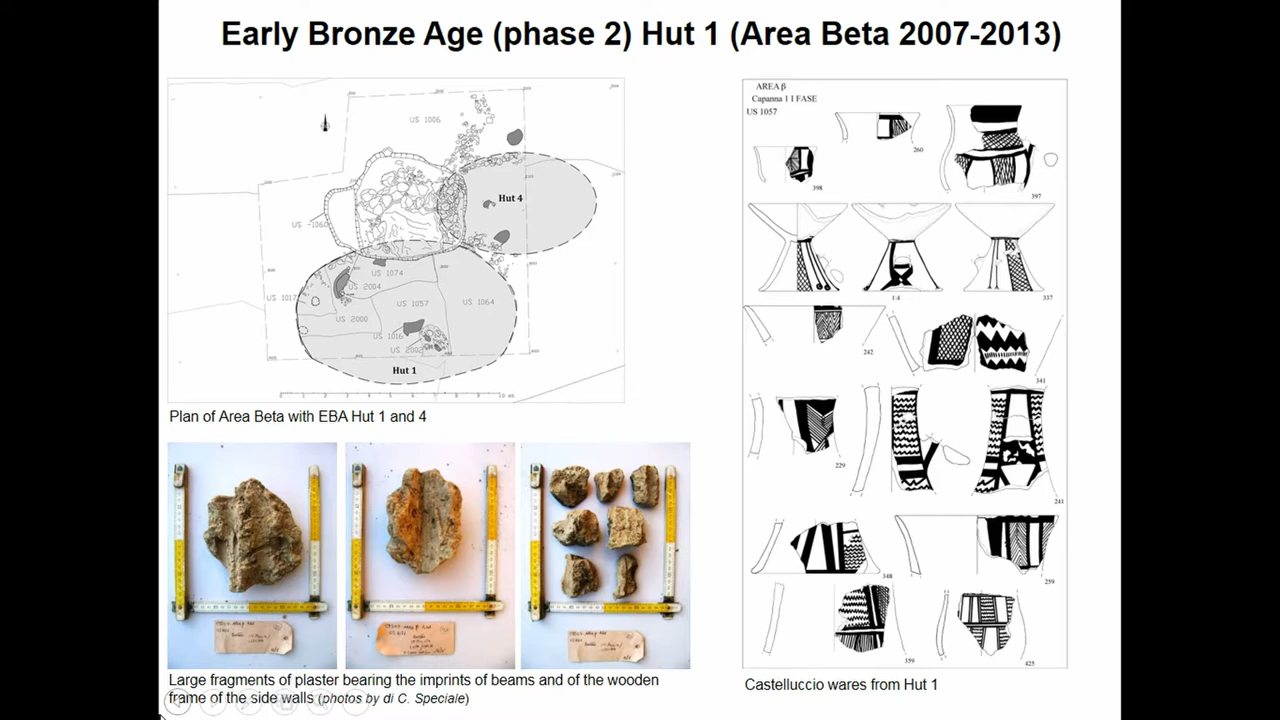 Early Bronze Age (phase 2) Hut 1 (Area Beta 2007-2013)
US 1006
Hut 4
US -1060
US 1074
US 2004
US 1017
US 1057
US 1064
US 2000
US 1016
US 2002
Hut 1
Plan of Area Beta with EBA Hut 1 and 4
Large fragments of plaster bearing the imprints of beams and of the wooden
frame of the side walls (photos by di C. Speciale)
AREA β
Capanna 1 I FASE
US 1057
260
398
397
1:4
337
242
341
229
241
348
259
359
425
Castelluccio wares from Hut 1